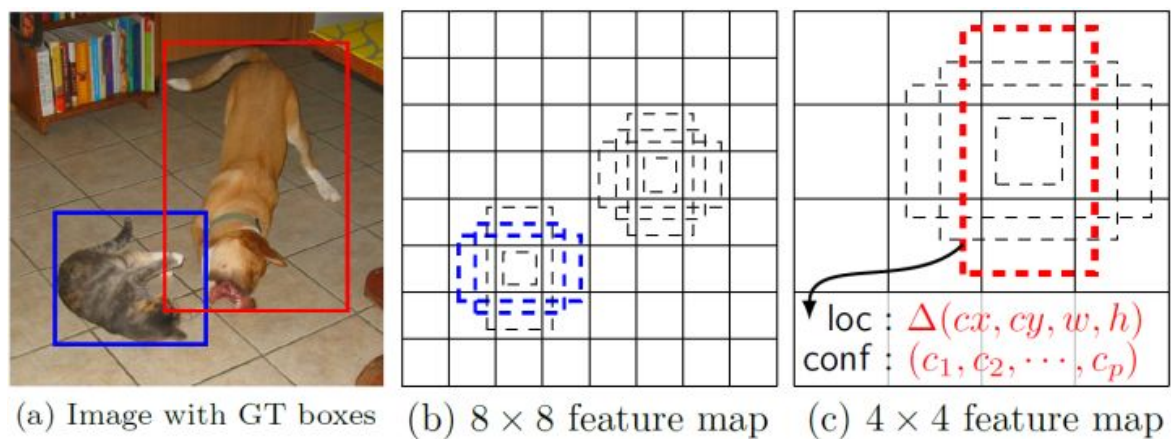 loc : Δ(cx, cy, w, h)
conf : (c₁, c₂, ⋯, cₚ)
(a) Image with GT boxes
(b) 8 × 8 feature map
(c) 4 × 4 feature map